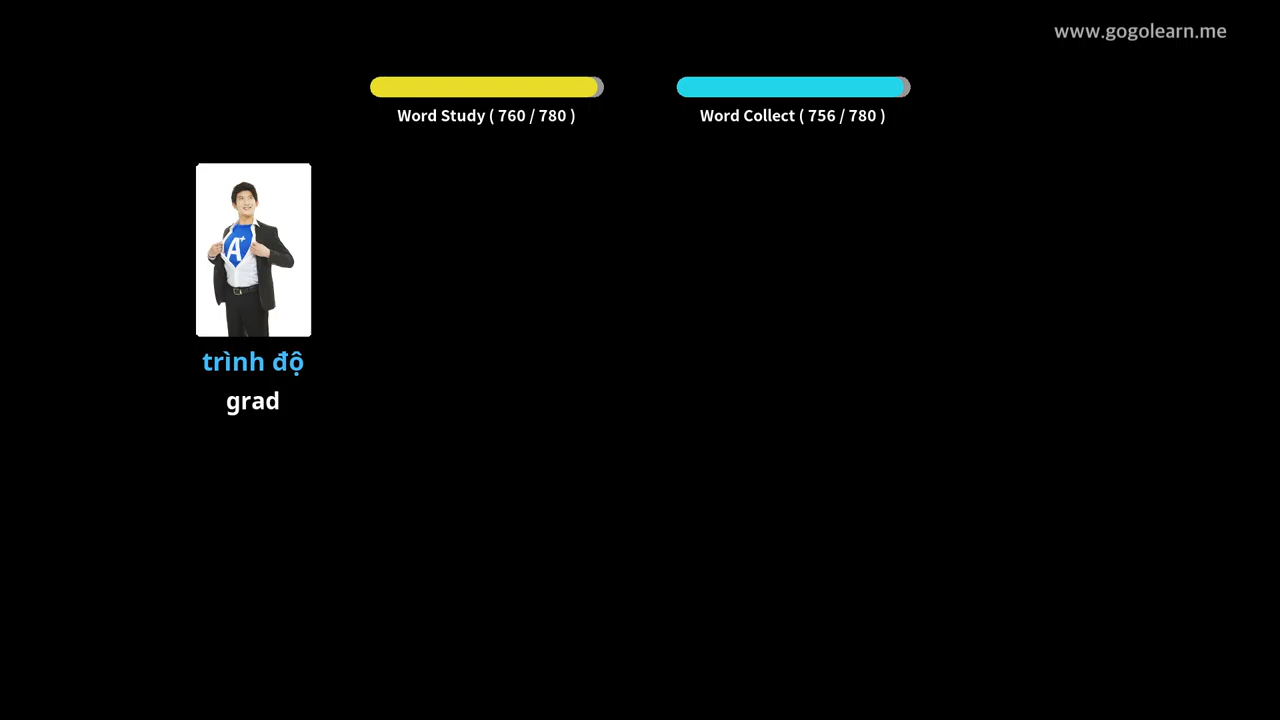 www.gogolearn.me
Word Study ( 760 / 780 )
Word Collect ( 756 / 780 )
A+
trình độ
grad